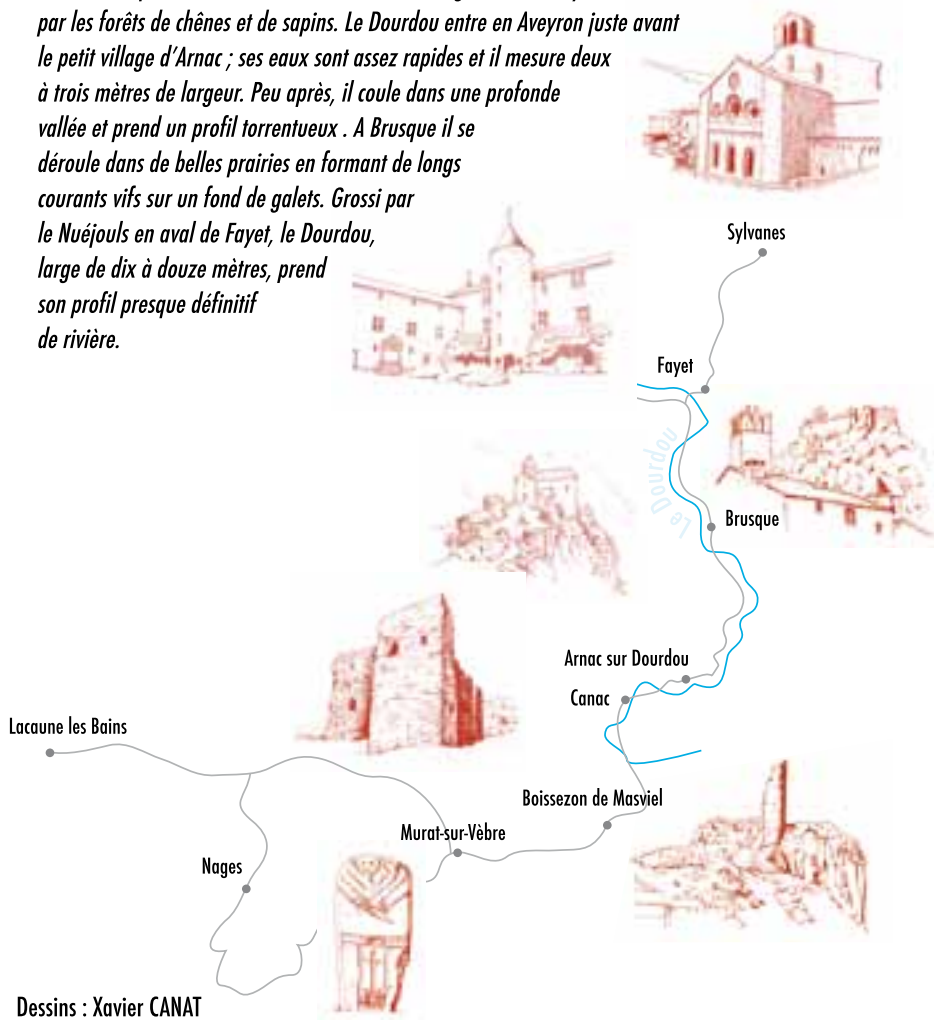 par les forêts de chênes et de sapins. Le Dourdou entre en Aveyron juste avant
le petit village d'Arnac ; ses eaux sont assez rapides et il mesure deux
à trois mètres de largeur. Peu après, il coule dans une profonde
vallée et prend un profil torrentueux . A Brusque il se
déroule dans de belles prairies en formant de longs
courants vifs sur un fond de galets. Grossi par
le Nuéjouls en aval de Fayet, le Dourdou,
large de dix à douze mètres, prend
son profil presque définitif
de rivière.
Sylvanes
Fayet
Le Dourdou
Brusque
Arnac sur Dourdou
Canac
Lacaune les Bains
Boissezon de Masviel
Murat-sur-Vèbre
Nages
Dessins : Xavier CANAT